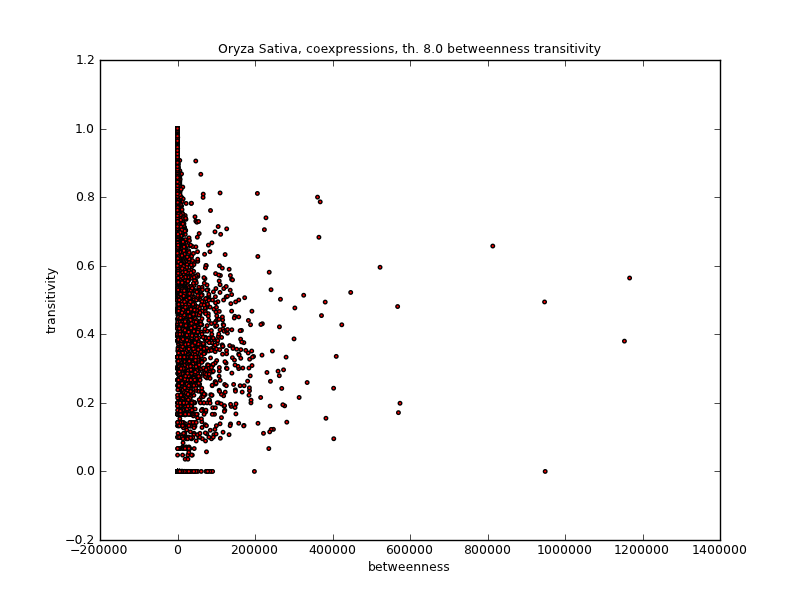 Oryza Sativa, coexpressions, th. 8.0 betweenness transitivity
1.2
1.0
0.8
0.6
0.4
0.2
0.0
−0.2
transitivity
−200000 0 200000 400000 600000 800000 1000000 1200000 1400000
betweenness